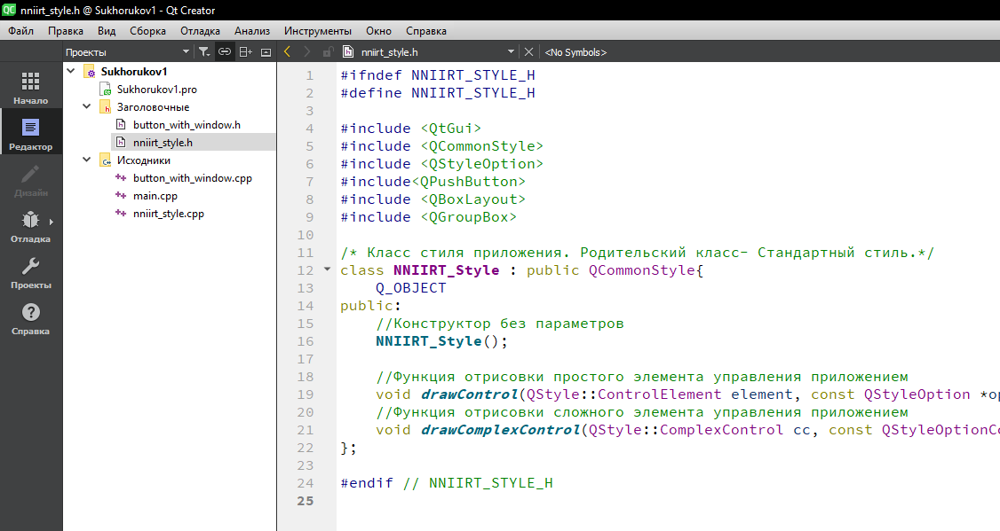 QC nniirt_style.h @ Sukhorukov1 - Qt Creator
Файл Правка Вид Сборка Отладка Анализ Инструменты Окно Справка
Проекты
nniirt_style.h
<No Symbols>
Начало
Редактор
Дизайн
Отладка
Проекты
Справка
Sukhorukov1
Sukhorukov1.pro
Заголовочные
button_with_window.h
nniirt_style.h
Исходники
button_with_window.cpp
main.cpp
nniirt_style.cpp
1 #ifndef NNIIRT_STYLE_H
2 #define NNIIRT_STYLE_H
3
4 #include <QtGui>
5 #include <QCommonStyle>
6 #include <QStyleOption>
7 #include<QPushButton>
8 #include <QBoxLayout>
9 #include <QGroupBox>
10
11 /* Класс стиля приложения. Родительский класс- Стандартный стиль.*/
12 class NNIIRT_Style : public QCommonStyle{
13 Q_OBJECT
14 public:
15 //Конструктор без параметров
16 NNIIRT_Style();
17
18 //Функция отрисовки простого элемента управления приложением
19 void drawControl(QStyle::ControlElement element, const QStyleOption *op
20 //Функция отрисовки сложного элемента управления приложением
21 void drawComplexControl(QStyle::ComplexControl cc, const QStyleOptionCo
22 };
23
24 #endif // NNIIRT_STYLE_H
25